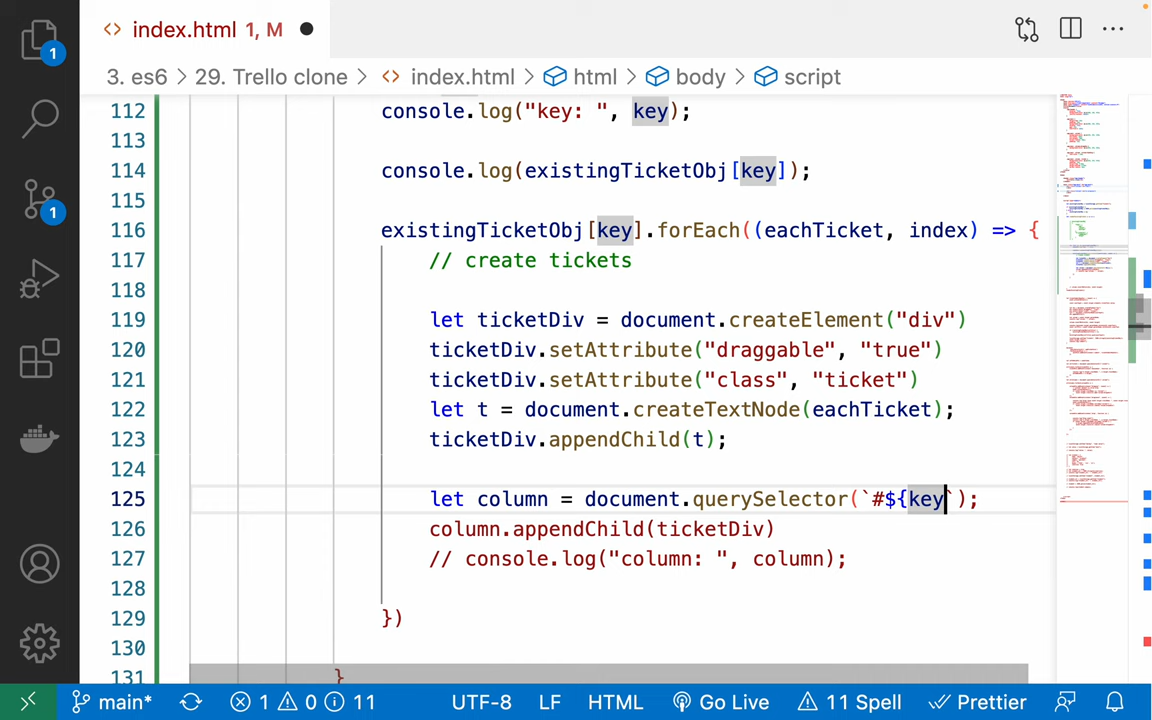 1
<> index.html 1, M ●
3. es6 > 29. Trello clone > <> index.html > html > body > script
112 console.log("key: ", key);
113
114 console.log(existingTicketObj[key]);
115
116 existingTicketObj[key].forEach((eachTicket, index) => {
117 // create tickets
118
119 let ticketDiv = document.createElement("div")
120 ticketDiv.setAttribute("draggable", "true")
121 ticketDiv.setAttribute("class", "ticket")
122 let t = document.createTextNode(eachTicket);
123 ticketDiv.appendChild(t);
124
125 let column = document.querySelector(`#${key`);
126 column.appendChild(ticketDiv)
127 // console.log("column: ", column);
128
129 })
130
131 }
1
main* 1 0 11 UTF-8 LF HTML Go Live 11 Spell Prettier